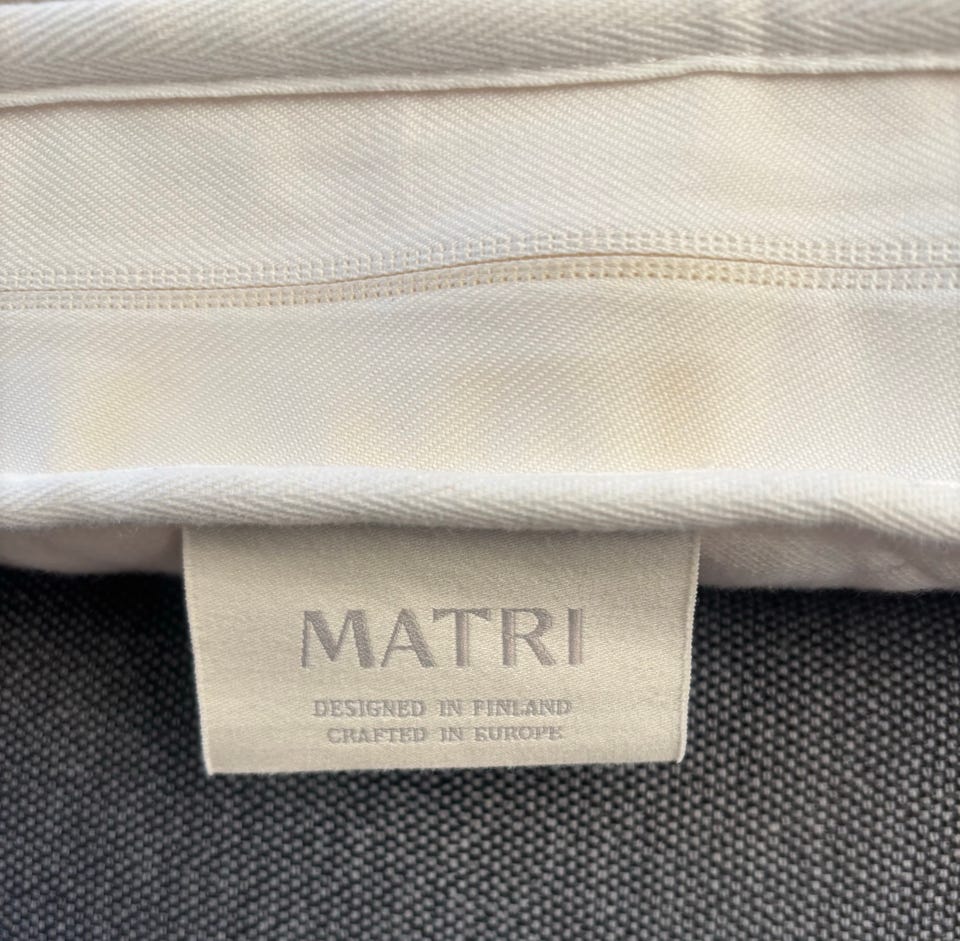 MATRI
DESIGNED IN FINLAND
CRAFTED IN EUROPE